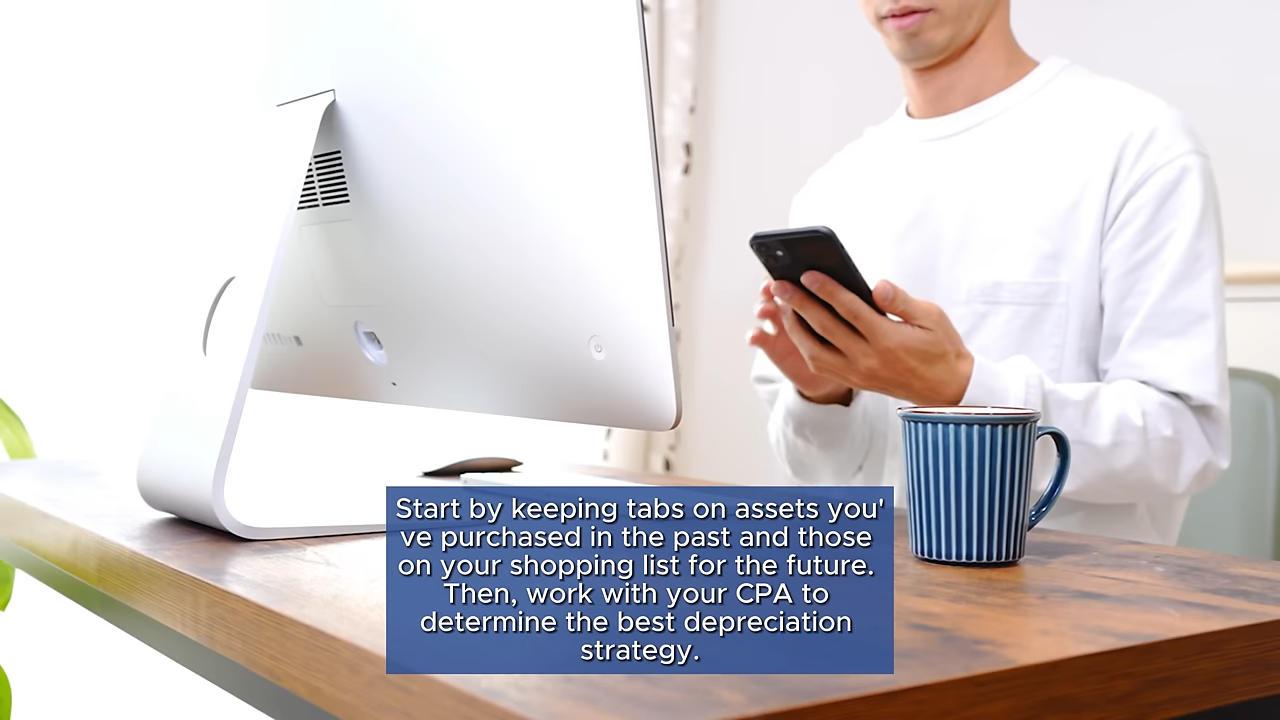 Start by keeping tabs on assets you'
ve purchased in the past and those
on your shopping list for the future.
Then, work with your CPA to
determine the best depreciation
strategy.